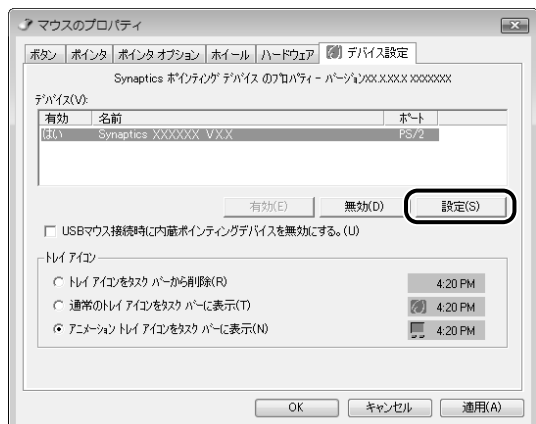 マウスのプロパティ
ボタン ポインタ ポインタ オプション ホイール ハードウェア デバイス設定
Synaptics ポインティング デバイス のプロパティ - バージョンXX.X.XX.X XXXXXXX
デバイス(V):
有効 名前 ポート
はい Synaptics XXXXXX VXX PS/2
有効(E) 無効(D) 設定(S)
USBマウス接続時に内蔵ポインティングデバイスを無効にする。(U)
トレイ アイコン
トレイ アイコンをタスク バーから削除(R) 4:20 PM
通常のトレイ アイコンをタスク バーに表示(T) 4:20 PM
アニメーション トレイ アイコンをタスク バーに表示(N) 4:20 PM
OK キャンセル 適用(A)